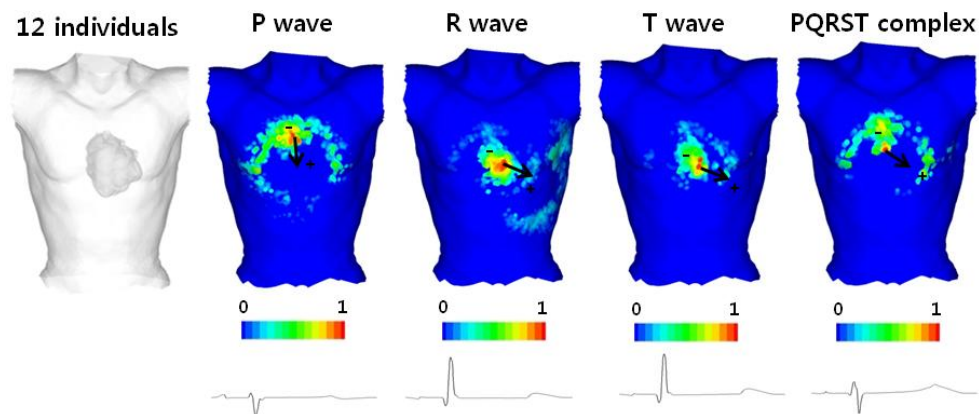 12 individuals
P wave
R wave
T wave
PQRST complex
- +
- +
- +
- +
0 1
0 1
0 1
0 1